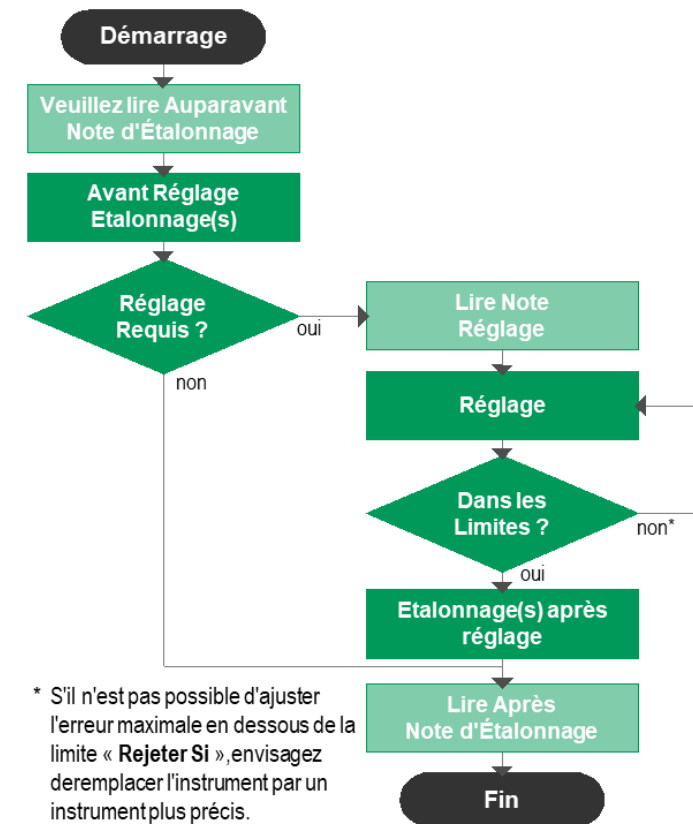 Démarrage
Veuillez lire Auparavant
Note d'Étalonnage
Avant Réglage
Etalonnage(s)
Réglage
Requis ?
oui
non
Lire Note
Réglage
Réglage
Dans les
Limites ?
non*
oui
Etalonnage(s) après
réglage
Lire Après
Note d'Étalonnage
Fin
* S'il n'est pas possible d'ajuster
l'erreur maximale en dessous de la
limite « Rejeter Si »,envisagez
deremplacer l'instrument par un
instrument plus précis.